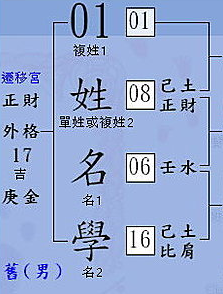 01
01
複姓1
遷移宮
正財
外格
17
吉
庚金
姓
08
己土
正財
單姓或複姓2
名
06
壬水
名1
學
16
己土
比肩
舊(男)
名2